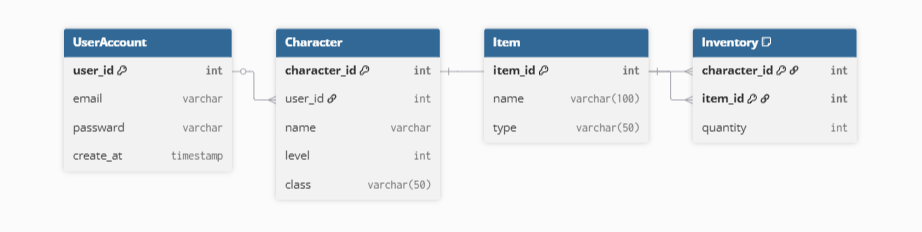 UserAccount
user_id int
email varchar
passward varchar
create_at timestamp
Character
character_id int
user_id int
name varchar
level int
class varchar(50)
Item
item_id int
name varchar(100)
type varchar(50)
Inventory
character_id int
item_id int
quantity int